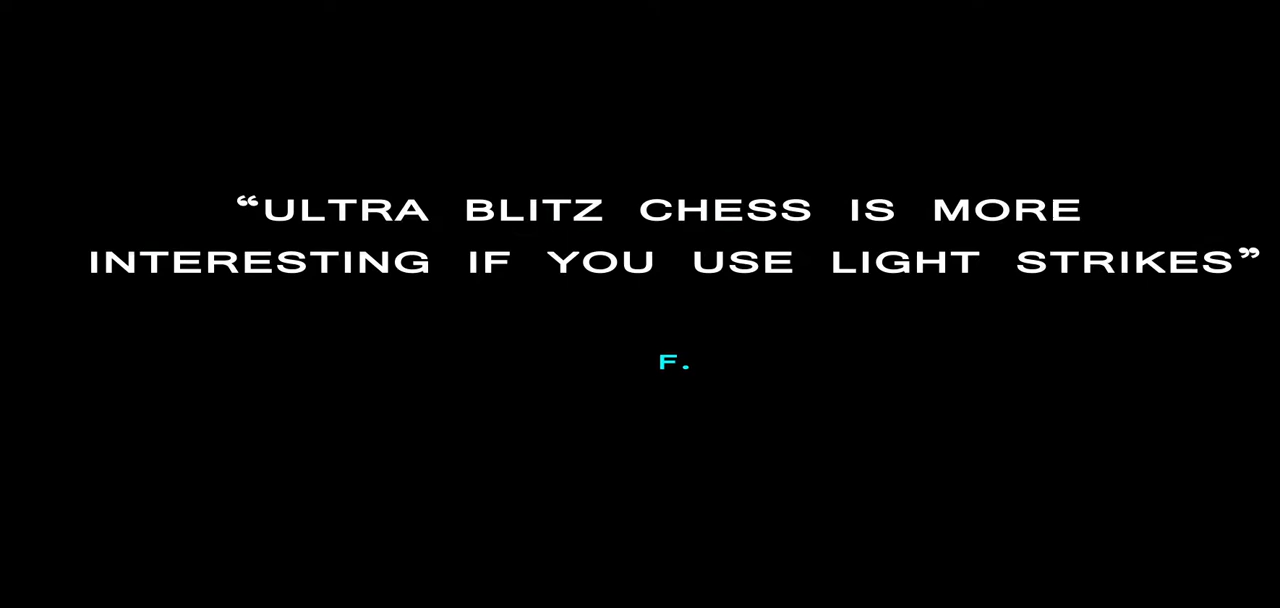 “ULTRA BLITZ CHESS IS MORE
INTERESTING IF YOU USE LIGHT STRIKES”
F.